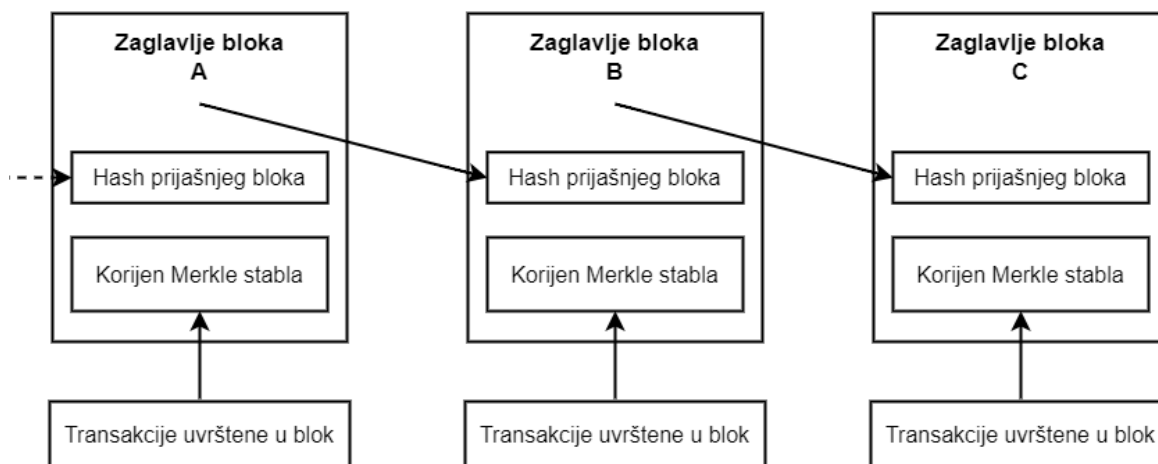 Zaglavlje bloka
A
Zaglavlje bloka
B
Zaglavlje bloka
C
Hash prijašnjeg bloka
Hash prijašnjeg bloka
Hash prijašnjeg bloka
Korijen Merkle stabla
Korijen Merkle stabla
Korijen Merkle stabla
Transakcije uvrštene u blok
Transakcije uvrštene u blok
Transakcije uvrštene u blok